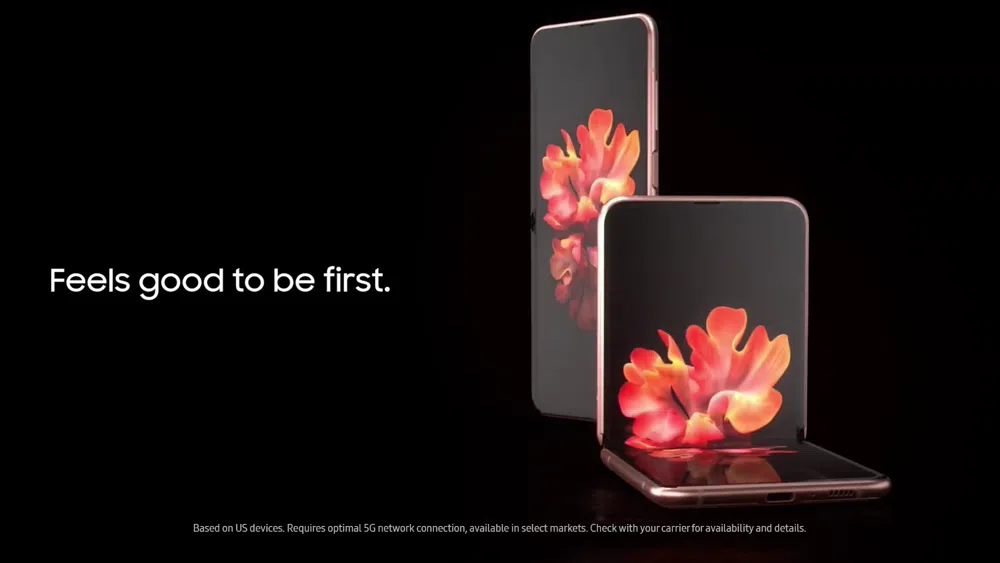 Feels good to be first.
Based on US devices. Requires optimal 5G network connection, available in select markets. Check with your carrier for availability and details.